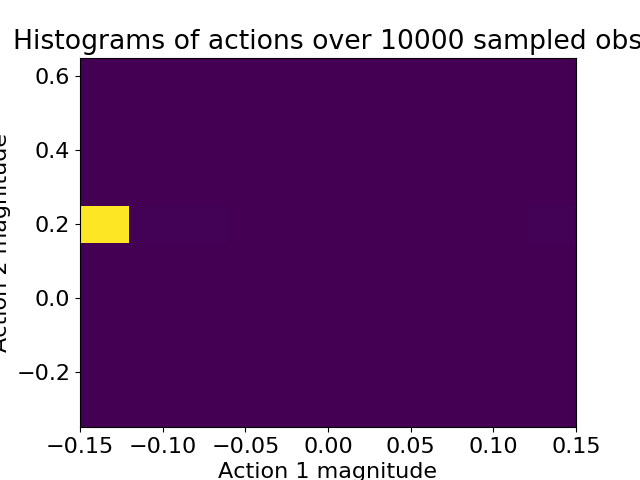 Histograms of actions over 10000 sampled obs
0.6
0.4
0.2
0.0
−0.2
Action 2 magnitude
−0.15 −0.10 −0.05 0.00 0.05 0.10 0.15
Action 1 magnitude